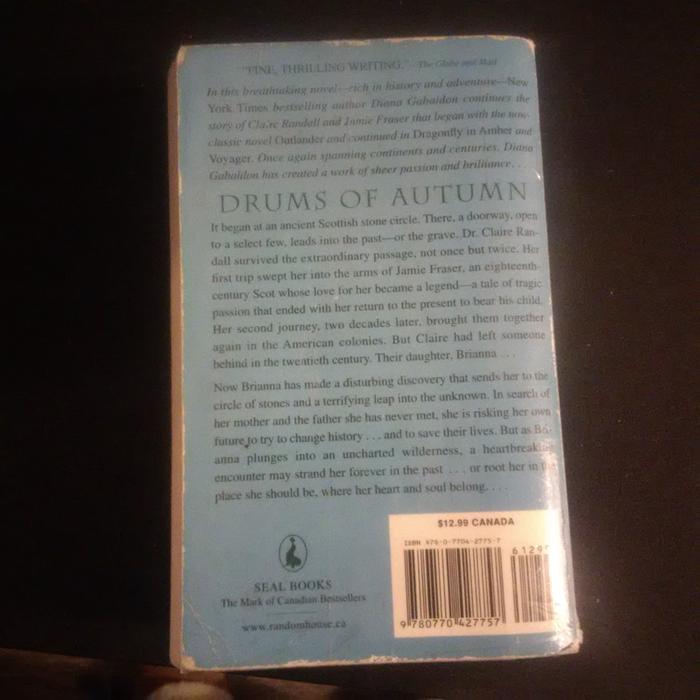 "FINE, THRILLING WRITING." —The Globe and Mail
In this breathtaking novel—rich in history and adventure—New
York Times bestselling author Diana Gabaldon continues the
story of Claire Randall and Jamie Fraser that began with the now-
classic novel Outlander and continued in Dragonfly in Amber and
Voyager. Once again spanning continents and centuries, Diana
Gabaldon has created a work of sheer passion and brilliance. . .
DRUMS OF AUTUMN
It began at an ancient Scottish stone circle. There, a doorway, open
to a select few, leads into the past—or the grave. Dr. Claire Ran-
dall survived the extraordinary passage, not once but twice. Her
first trip swept her into the arms of Jamie Fraser, an eighteenth-
century Scot whose love for her became a legend—a tale of tragic
passion that ended with her return to the present to bear his child.
Her second journey, two decades later, brought them together
again in the American colonies. But Claire had left someone
behind in the twentieth century. Their daughter, Brianna . . .
Now Brianna has made a disturbing discovery that sends her to the
circle of stones and a terrifying leap into the unknown. In search of
her mother and the father she has never met, she is risking her own
future to try to change history . . . and to save their lives. But as Bri-
anna plunges into an uncharted wilderness, a heartbreaking
encounter may strand her forever in the past . . . or root her in the
place she should be, where her heart and soul belong. . . .
$12.99 CANADA
ISBN 978-0-7704-2775-7
6129
9 780770 427757
SEAL BOOKS
The Mark of Canadian Bestsellers
www.randomhouse.ca